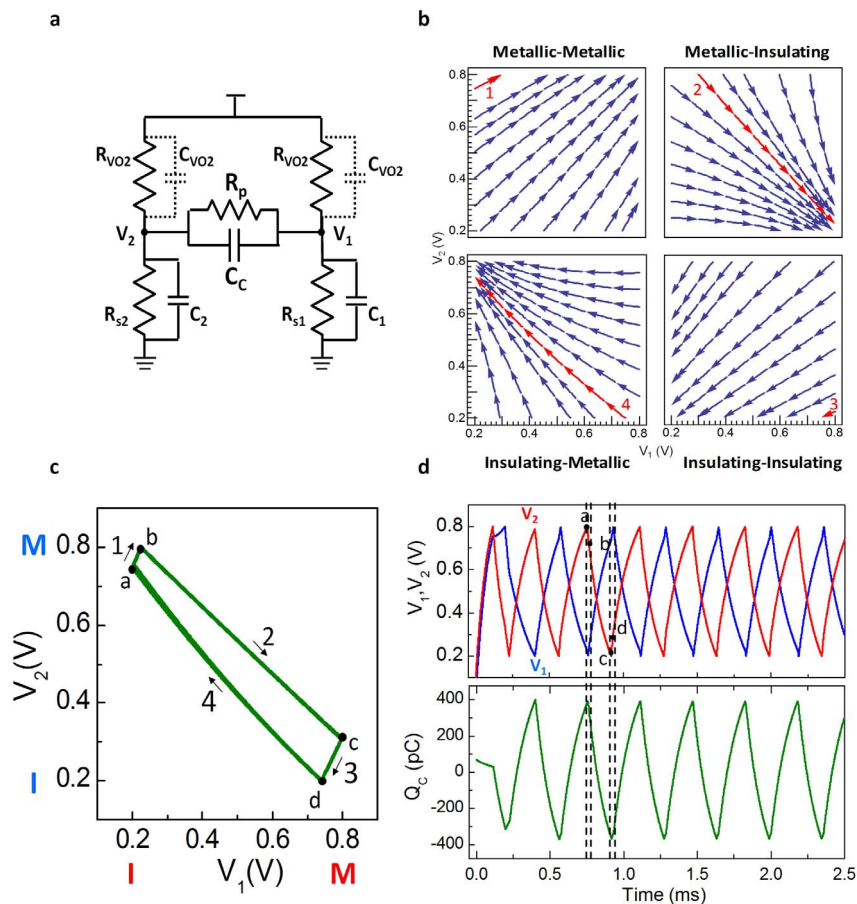 a
b
Metallic-Metallic
Metallic-Insulating
R_VO2
C_VO2
R_VO2
C_VO2
R_p
V_2
V_1
C_C
R_s2
C_2
R_s1
C_1
V_2 (V)
0.8
0.6
0.4
0.2
1
2
0.8
0.6
0.4
0.2
4
3
0.2 0.4 0.6 0.8
0.2 0.4 0.6 0.8
V_1 (V)
Insulating-Metallic
Insulating-Insulating
c
M
I
V_2(V)
0.8
0.6
0.4
0.2
1
b
a
2
4
c
3
d
0.2 0.4 0.6 0.8
I
V_1(V)
M
d
V_1,V_2 (V)
0.8
0.6
0.4
0.2
V_2
a
b
d
c
V_1
Q_C (pC)
400
200
0
-200
-400
0.0 0.5 1.0 1.5 2.0 2.5
Time (ms)